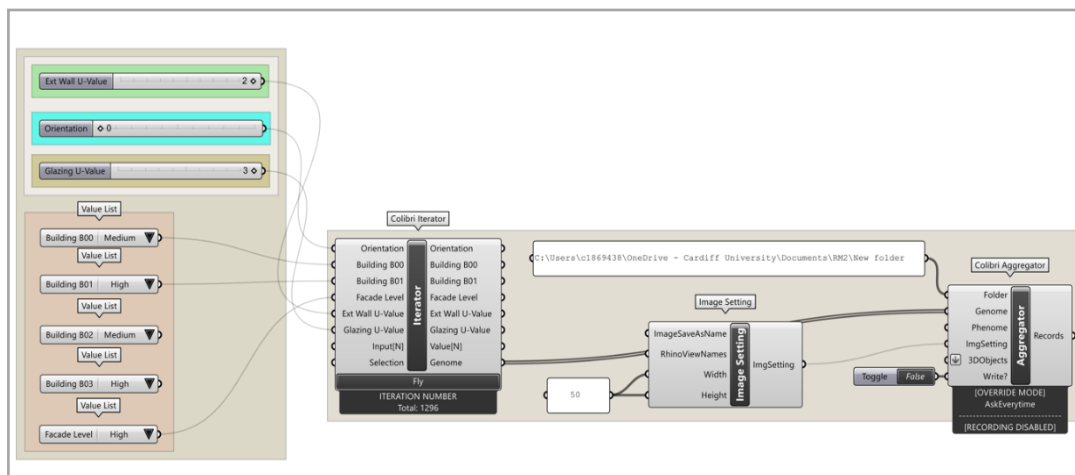 Ext Wall U-Value 2
Orientation 0
Glazing U-Value 3
Value List
Building B00 Medium
Value List
Building B01 High
Value List
Building B02 Medium
Value List
Building B03 High
Value List
Facade Level High
Colibri Iterator
Orientation Orientation
Building B00 Building B00
Building B01 Building B01
Facade Level Facade Level
Ext Wall U-Value Ext Wall U-Value
Glazing U-Value Glazing U-Value
Input[N] Value[N]
Selection Genome
Iterator
Fly
ITERATION NUMBER
Total: 1296
C:\Users\c1869438\OneDrive - Cardiff University\Documents\RM2\New folder
Image Setting
ImageSaveAsName
RhinoViewNames
Width
Height
Image Setting
ImgSetting
50
Colibri Aggregator
Folder
Genome
Phenome
ImgSetting
3DObjects
Write?
Aggregator
Records
Toggle False
[OVERRIDE MODE]
AskEverytime
[RECORDING DISABLED]